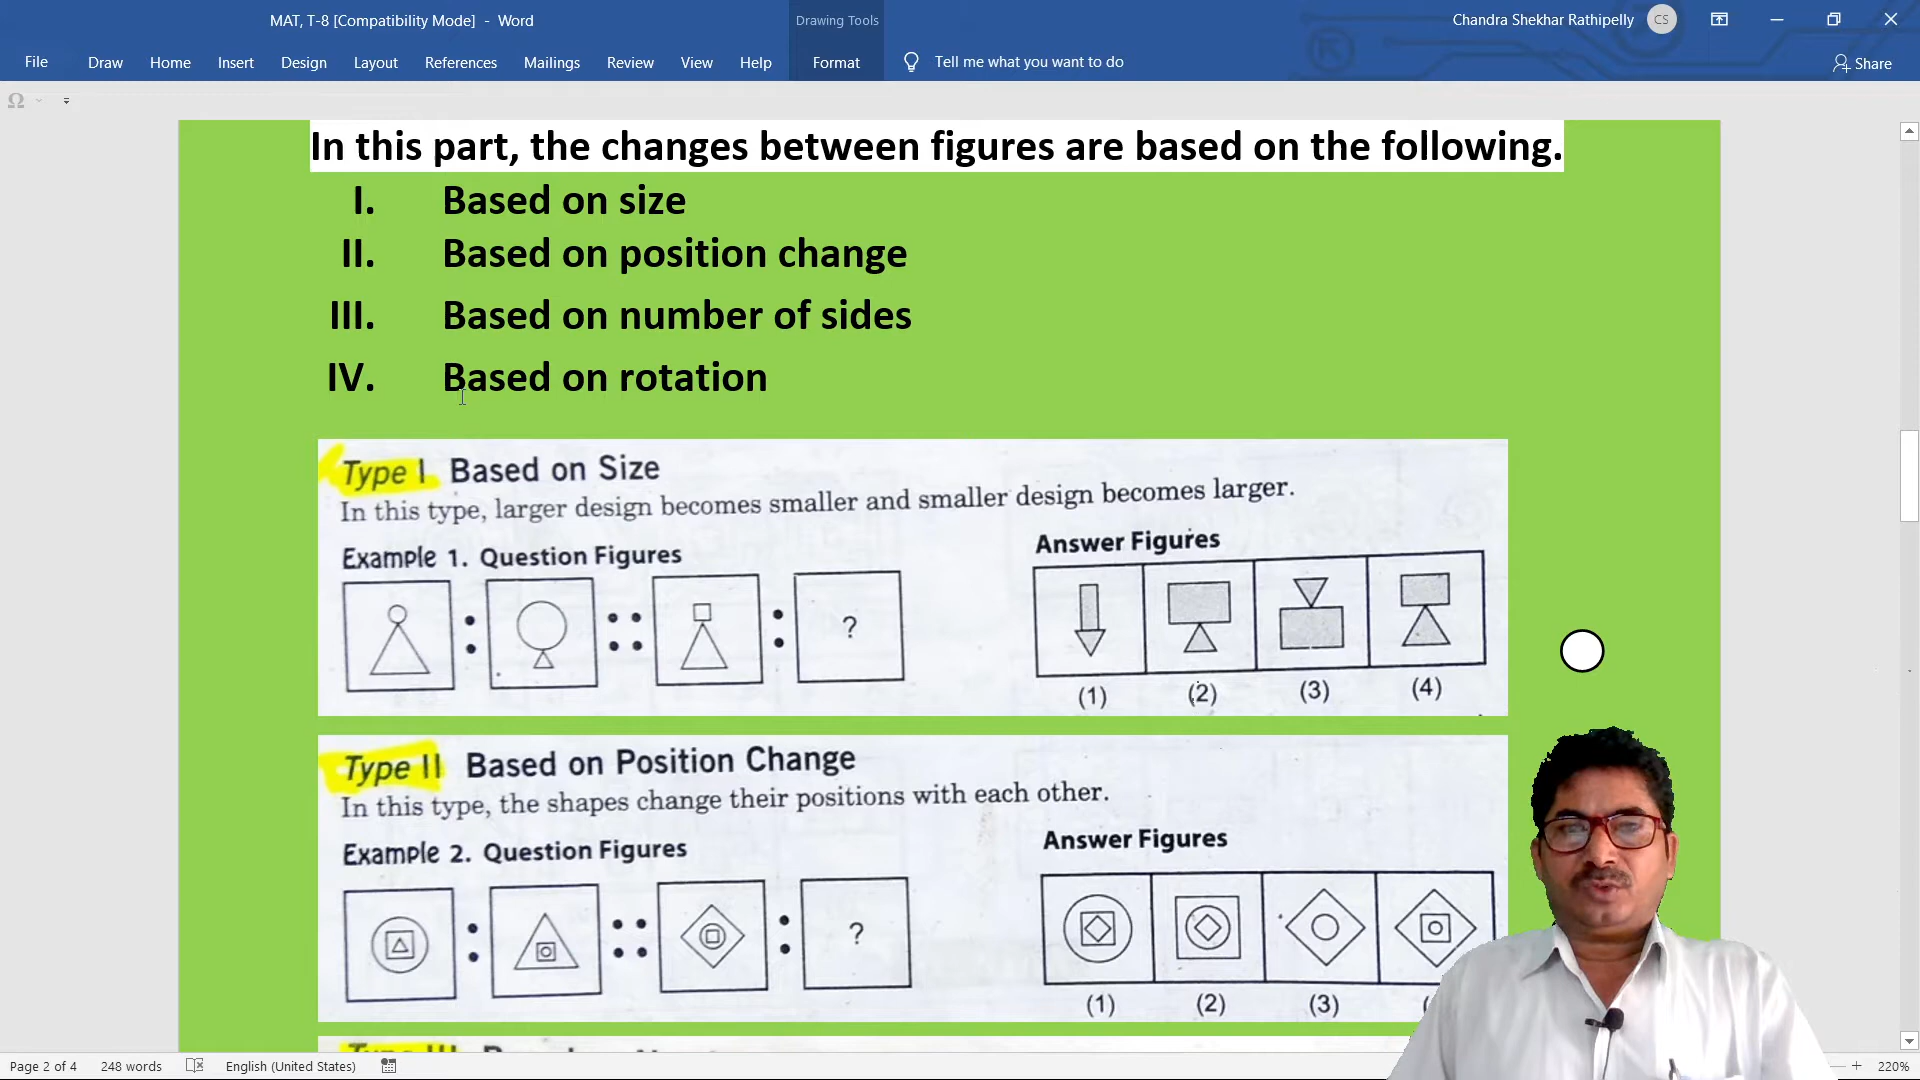 MAT, T-8 [Compatibility Mode] - Word
Drawing Tools
Chandra Shekhar Rathipelly
CS
File Draw Home Insert Design Layout References Mailings Review View Help Format Tell me what you want to do Share
In this part, the changes between figures are based on the following.
I. Based on size
II. Based on position change
III. Based on number of sides
IV. Based on rotation
Type I Based on Size
In this type, larger design becomes smaller and smaller design becomes larger.
Example 1. Question Figures
Answer Figures
?
(1) (2) (3) (4)
Type II Based on Position Change
In this type, the shapes change their positions with each other.
Example 2. Question Figures
Answer Figures
?
(1) (2) (3)
Type III
Page 2 of 4 248 words English (United States) 220%